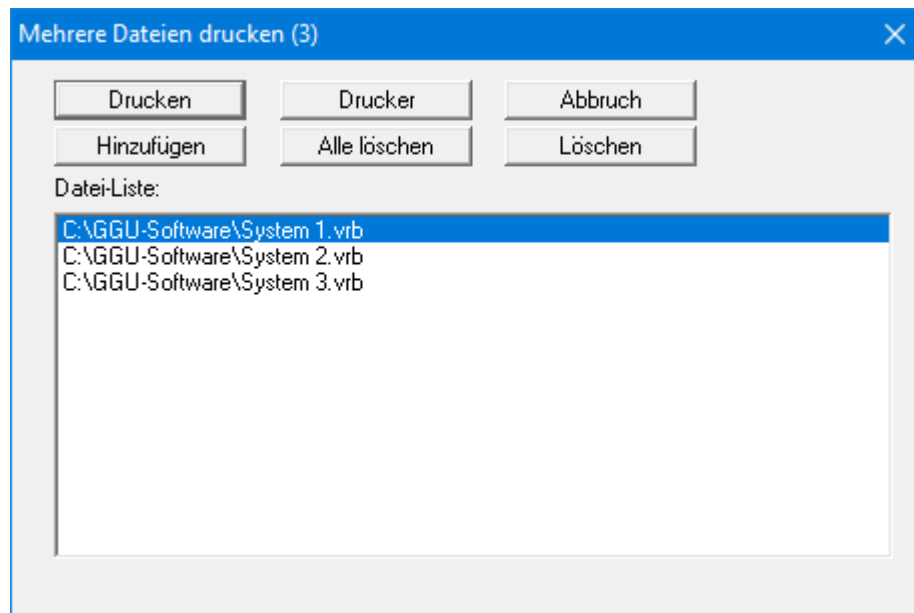 Mehrere Dateien drucken (3)
Drucken Drucker Abbruch
Hinzufügen Alle löschen Löschen
Datei-Liste:
C:\GGU-Software\System 1.vrb
C:\GGU-Software\System 2.vrb
C:\GGU-Software\System 3.vrb